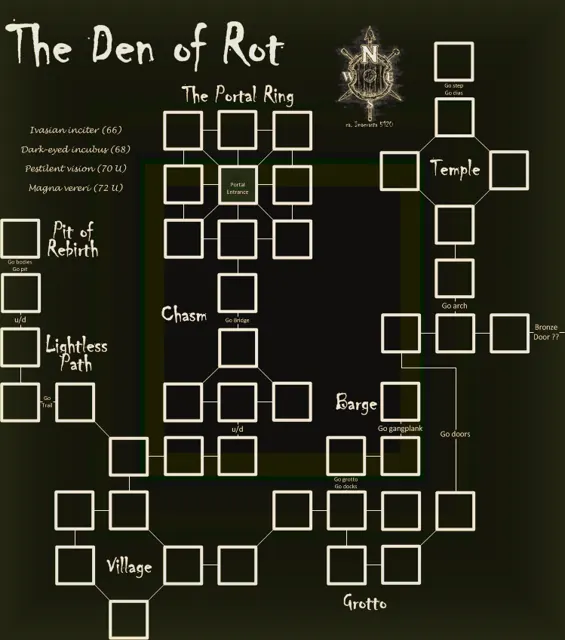 The Den of Rot
N
W
E
S
The Portal Ring
Go step
Go dias
Ivasian inciter (66)
Dark-eyed incubus (68)
Pestilent vision (70 U)
Magna vereri (72 U)
Temple
Portal
Entrance
Pit of
Rebirth
Go bodies
Go pit
Go arch
Chasm
Go Bridge
u/d
Bronze
Door ??
Lightless
Path
Go
Trail
Barge
u/d
Go gangplank
Go doors
Go grotto
Go docks
Village
Grotto